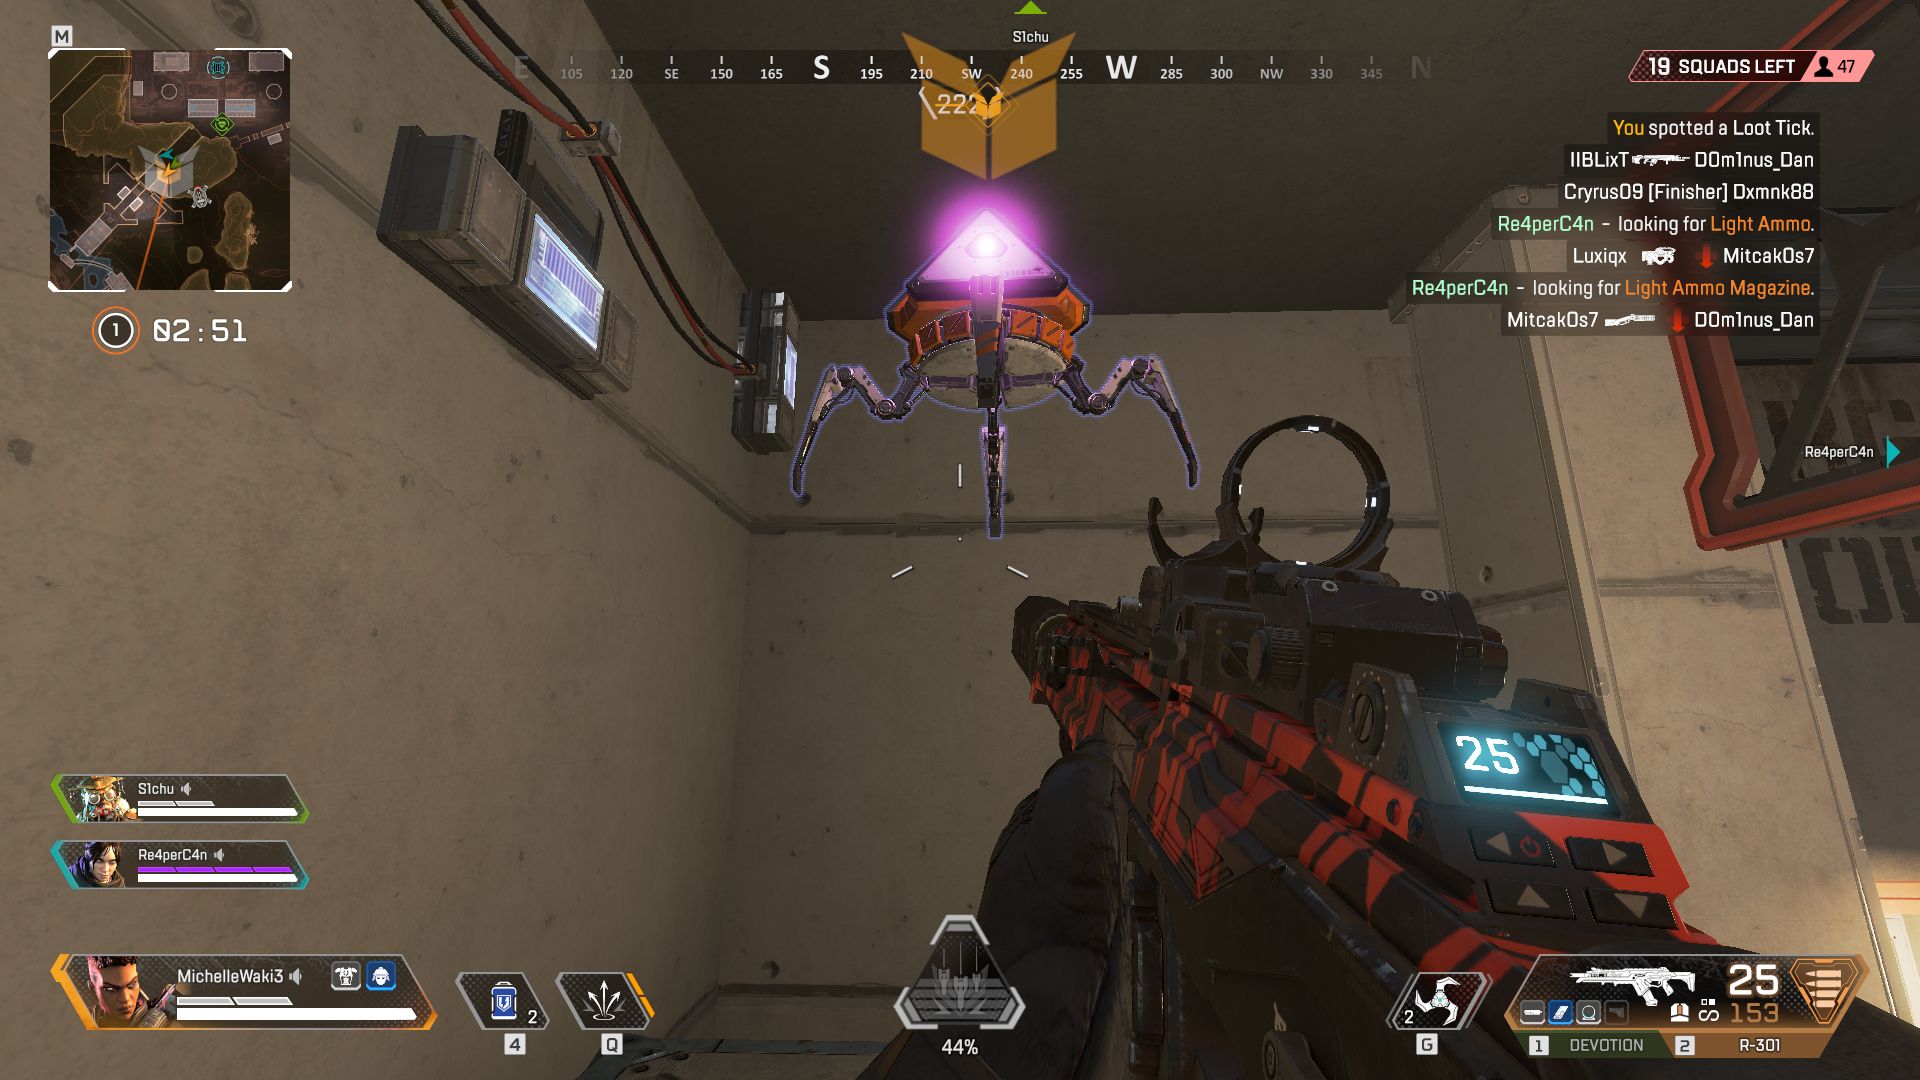 M
S1chu
E 105 120 SE 150 165 S 195 210 SW 240 255 W 285 300 NW 330 345 N
222
19 SQUADS LEFT 47
You spotted a Loot Tick.
IIBLixT D0m1nus_Dan
Cryrus09 [Finisher] Dxmnk88
Re4perC4n - looking for Light Ammo.
Luxiqx Mitcak0s7
Re4perC4n - looking for Light Ammo Magazine.
Mitcak0s7 D0m1nus_Dan
1 02:51
Re4perC4n
25
S1chu
Re4perC4n
MichelleWaki3
2
4
Q
44%
2
G
25
153
1 DEVOTION 2 R-301